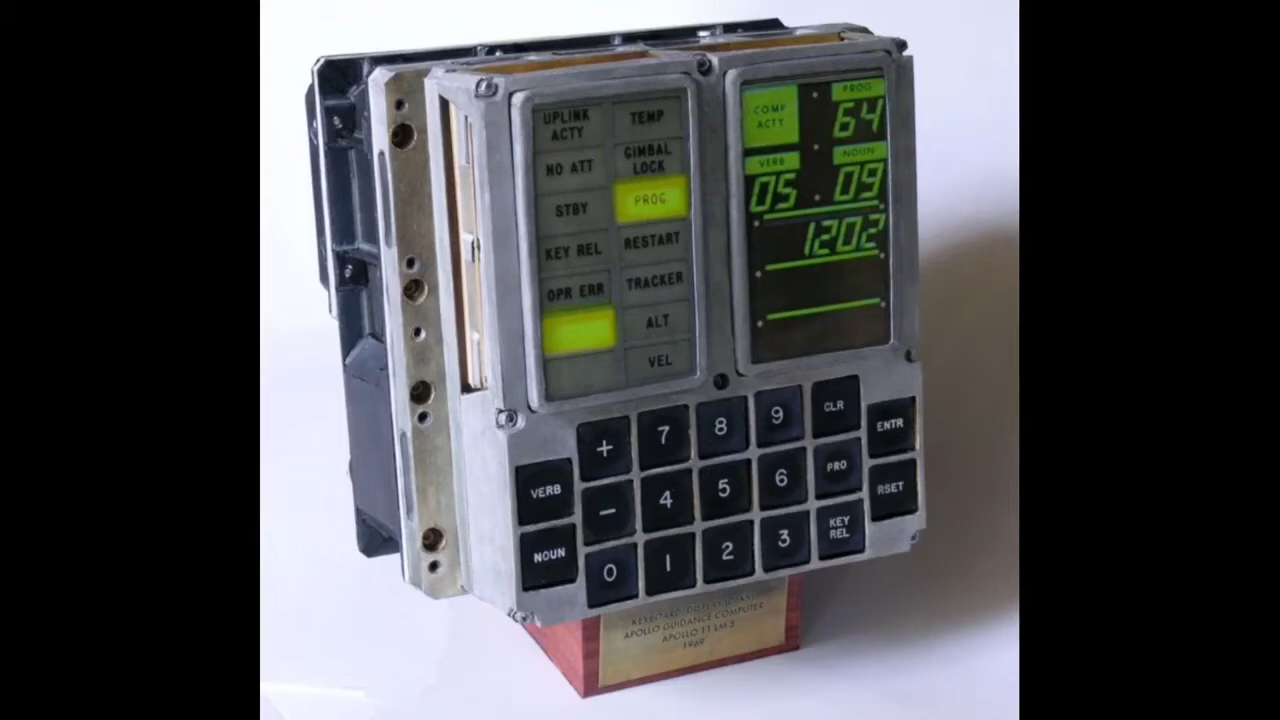 UPLINK
ACTY
TEMP
NO ATT
GIMBAL
LOCK
STBY
PROG
KEY REL
RESTART
OPR ERR
TRACKER
ALT
VEL
COMP
ACTY
PROG
64
VERB
NOUN
05
09
1202
VERB
+
7
8
9
CLR
ENTR
NOUN
−
4
5
6
PRO
RSET
0
1
2
3
KEY
REL
KEYBOARD DISPLAY (DSKY)
APOLLO GUIDANCE COMPUTER
APOLLO 11 LM 5
1969